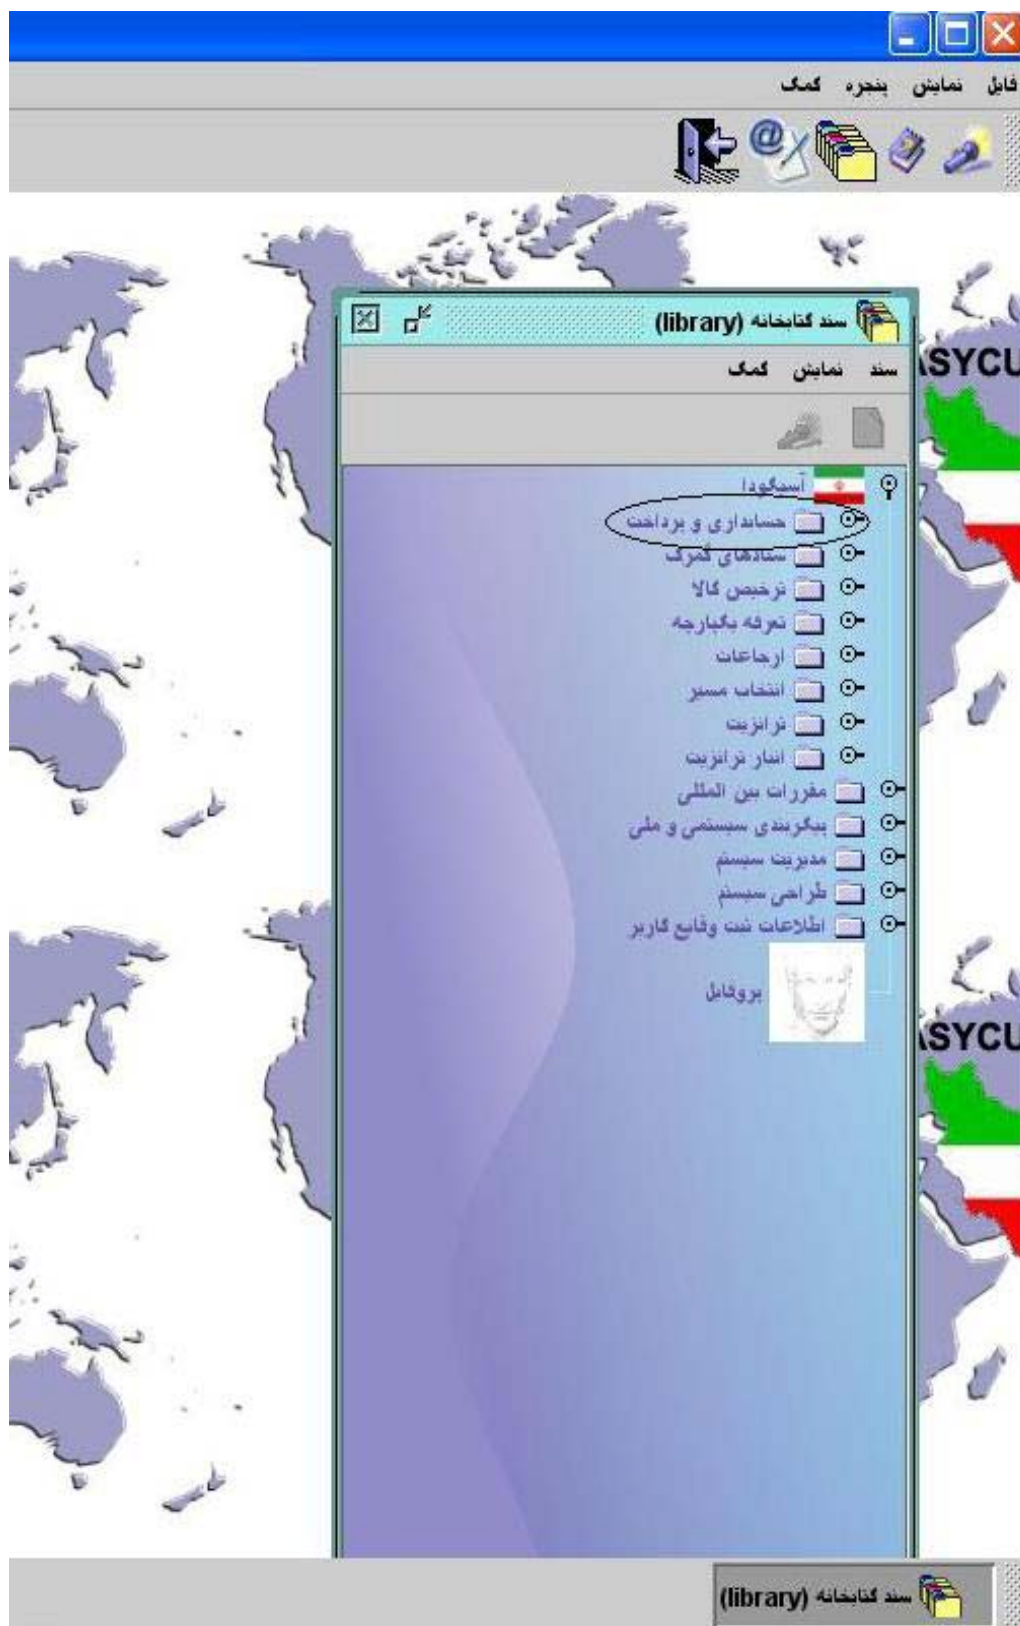 فایل نمایش پنجره کمک
سند کتابخانه (library)
سند نمایش کمک
ASYCU
آسیکودا
حسابداری و پرداخت
ستادهای گمرک
ترخیص کالا
تعرفه یکپارچه
ارجاعات
انتخاب مسیر
ترانزیت
انبار ترانزیت
مقررات بین المللی
پیکربندی سیستمی و ملی
مدیریت سیستم
طراحی سیستم
اطلاعات ثبت وقایع کاربر
پروفایل
ASYCU
سند کتابخانه (library)